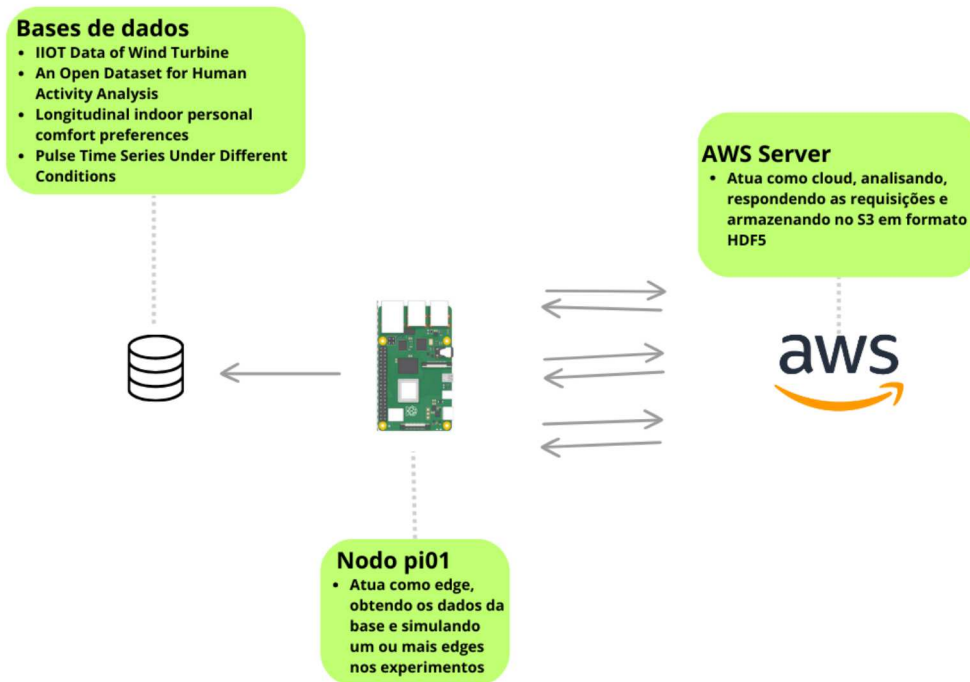 Bases de dados
• IIOT Data of Wind Turbine
• An Open Dataset for Human
Activity Analysis
• Longitudinal indoor personal
comfort preferences
• Pulse Time Series Under Different
Conditions
AWS Server
• Atua como cloud, analisando,
respondendo as requisições e
armazenando no S3 em formato
HDF5
aws
Nodo pi01
• Atua como edge,
obtendo os dados da
base e simulando
um ou mais edges
nos experimentos